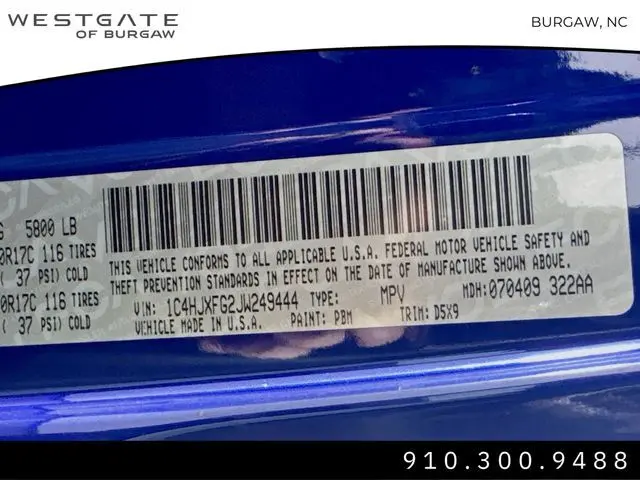 WESTGATE
OF BURGAW
BURGAW, NC
G 5800 LB
0R17C 116 TIRES
( 37 PSI) COLD
0R17C 116 TIRES
( 37 PSI) COLD
THIS VEHICLE CONFORMS TO ALL APPLICABLE U.S.A. FEDERAL MOTOR VEHICLE SAFETY AND
THEFT PREVENTION STANDARDS IN EFFECT ON THE DATE OF MANUFACTURE SHOWN ABOVE.
VIN: 1C4HJXFG2JW249444 TYPE: MPV MDH: 070409 322AA
VEHICLE MADE IN U.S.A. PAINT: PBM TRIM: D5X9
910.300.9488